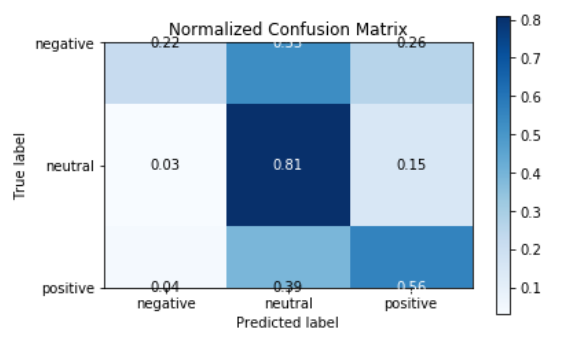 Normalized Confusion Matrix
negative 0.22 0.53 0.26
neutral 0.03 0.81 0.15
positive 0.04 0.39 0.56
negative neutral positive
Predicted label
True label
0.8
0.7
0.6
0.5
0.4
0.3
0.2
0.1